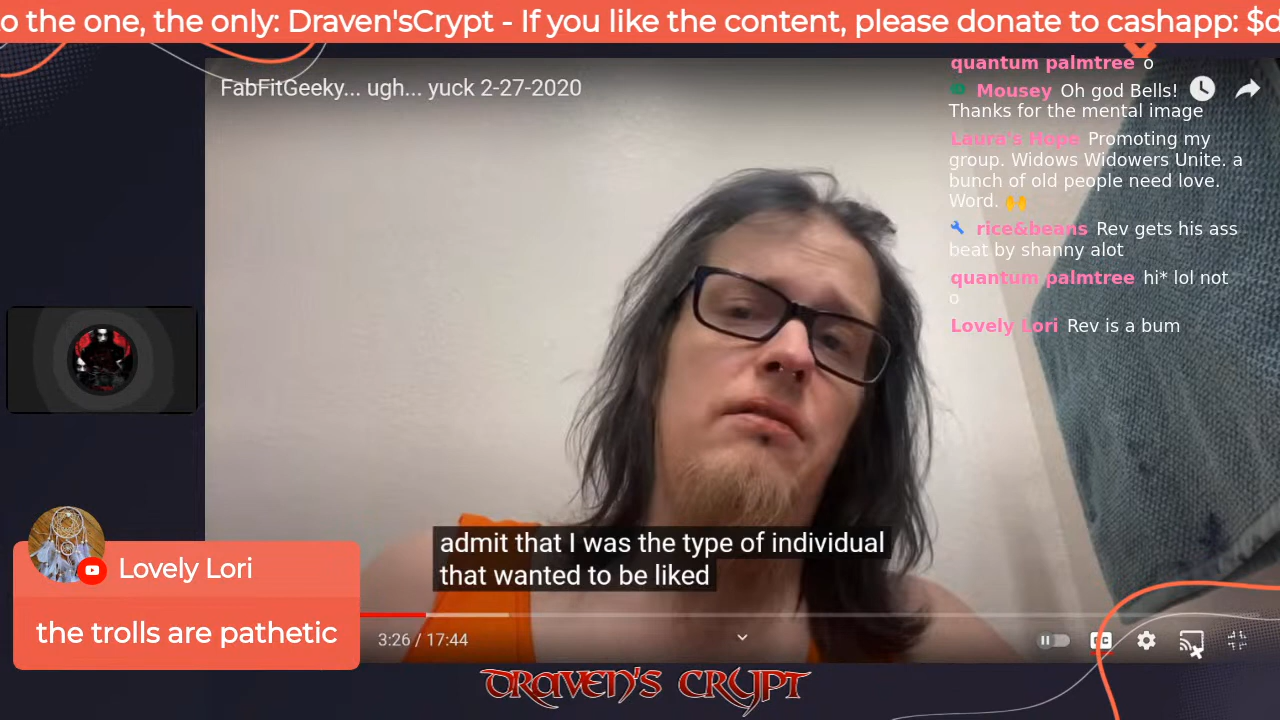 o the one, the only: Draven'sCrypt - If you like the content, please donate to cashapp: $d
FabFitGeeky... ugh... yuck 2-27-2020
quantum palmtree o
Mousey Oh god Bells!
Thanks for the mental image
Laura's Hope Promoting my
group. Widows Widowers Unite. a
bunch of old people need love.
Word. 🙌
rice&beans Rev gets his ass
beat by shanny alot
quantum palmtree hi* lol not
o
Lovely Lori Rev is a bum
admit that I was the type of individual
that wanted to be liked
Lovely Lori
the trolls are pathetic
3:26 / 17:44
CC
DRAVEN'S CRYPT